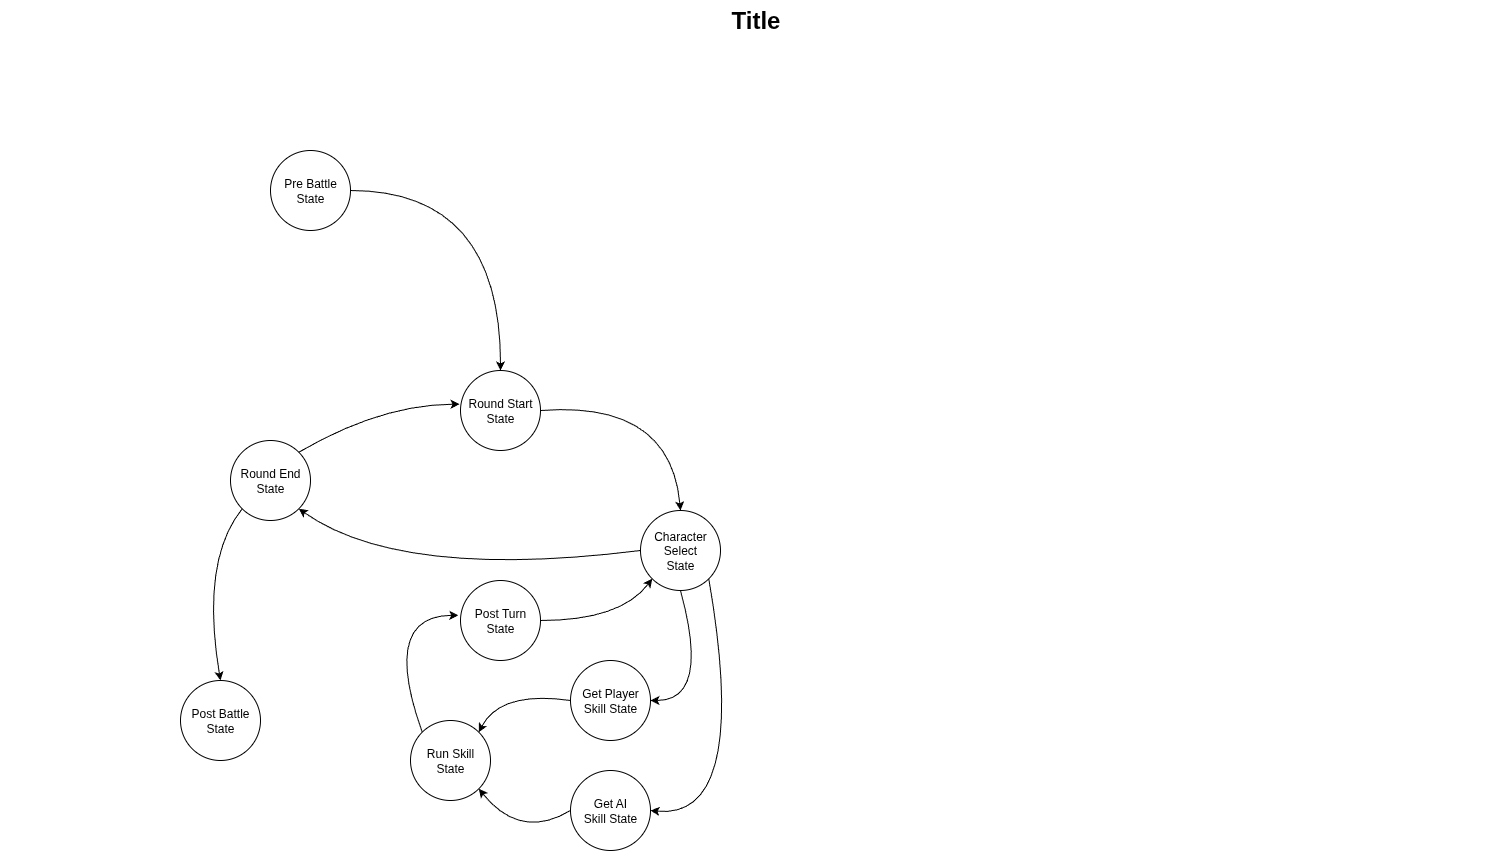 Title
Pre Battle
State
Round Start
State
Round End
State
Character
Select
State
Post Turn
State
Get Player
Skill State
Post Battle
State
Run Skill
State
Get AI
Skill State